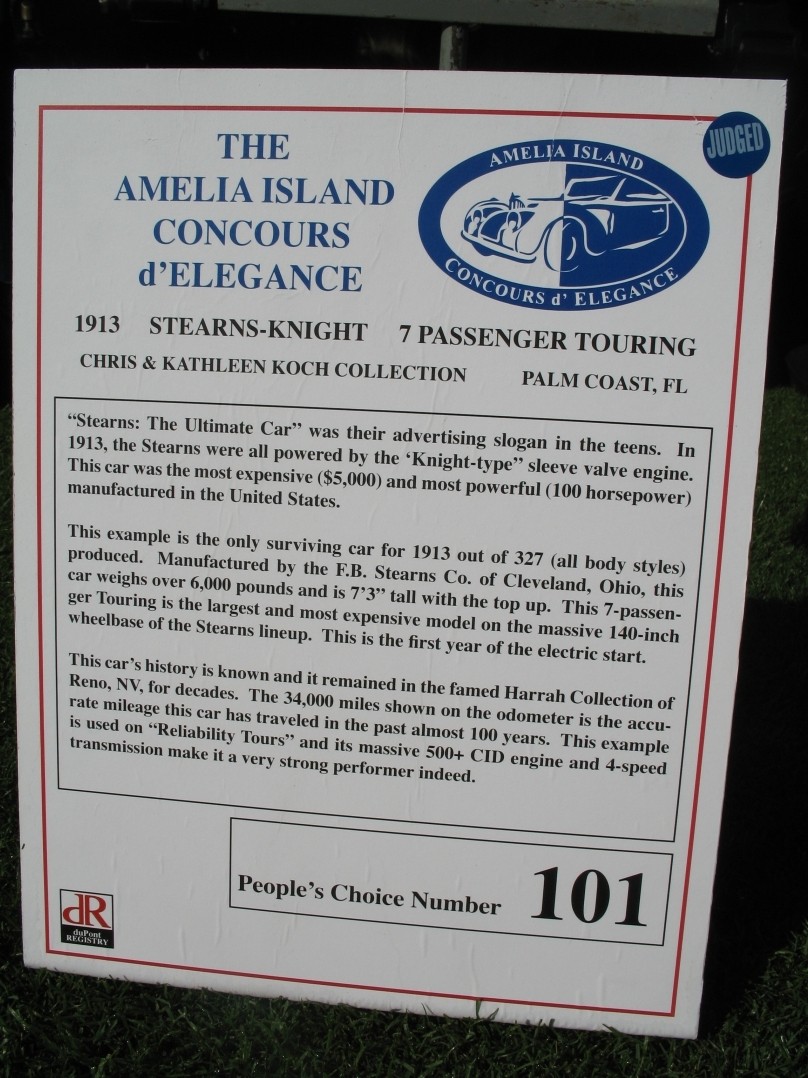 THE
AMELIA ISLAND
CONCOURS
d'ELEGANCE
JUDGED
AMELIA ISLAND
CONCOURS d' ELEGANCE
1913 STEARNS-KNIGHT 7 PASSENGER TOURING
CHRIS & KATHLEEN KOCH COLLECTION PALM COAST, FL
“Stearns: The Ultimate Car” was their advertising slogan in the teens. In
1913, the Stearns were all powered by the ‘Knight-type” sleeve valve engine.
This car was the most expensive ($5,000) and most powerful (100 horsepower)
manufactured in the United States.
This example is the only surviving car for 1913 out of 327 (all body styles)
produced. Manufactured by the F.B. Stearns Co. of Cleveland, Ohio, this
car weighs over 6,000 pounds and is 7’3” tall with the top up. This 7-passen-
ger Touring is the largest and most expensive model on the massive 140-inch
wheelbase of the Stearns lineup. This is the first year of the electric start.
This car’s history is known and it remained in the famed Harrah Collection of
Reno, NV, for decades. The 34,000 miles shown on the odometer is the accu-
rate mileage this car has traveled in the past almost 100 years. This example
is used on “Reliability Tours” and its massive 500+ CID engine and 4-speed
transmission make it a very strong performer indeed.
People’s Choice Number 101
dR
duPont
REGISTRY